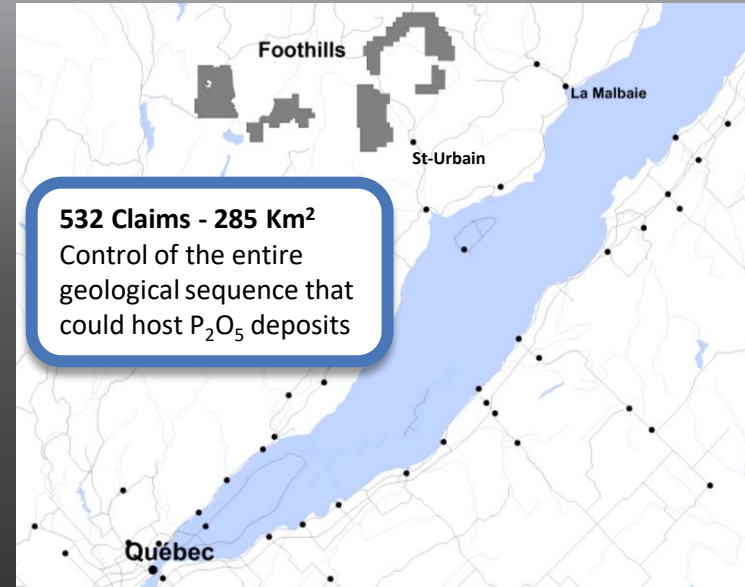 Foothills
La Malbaie
St-Urbain
532 Claims - 285 Km²
Control of the entire
geological sequence that
could host P₂O₅ deposits
Québec